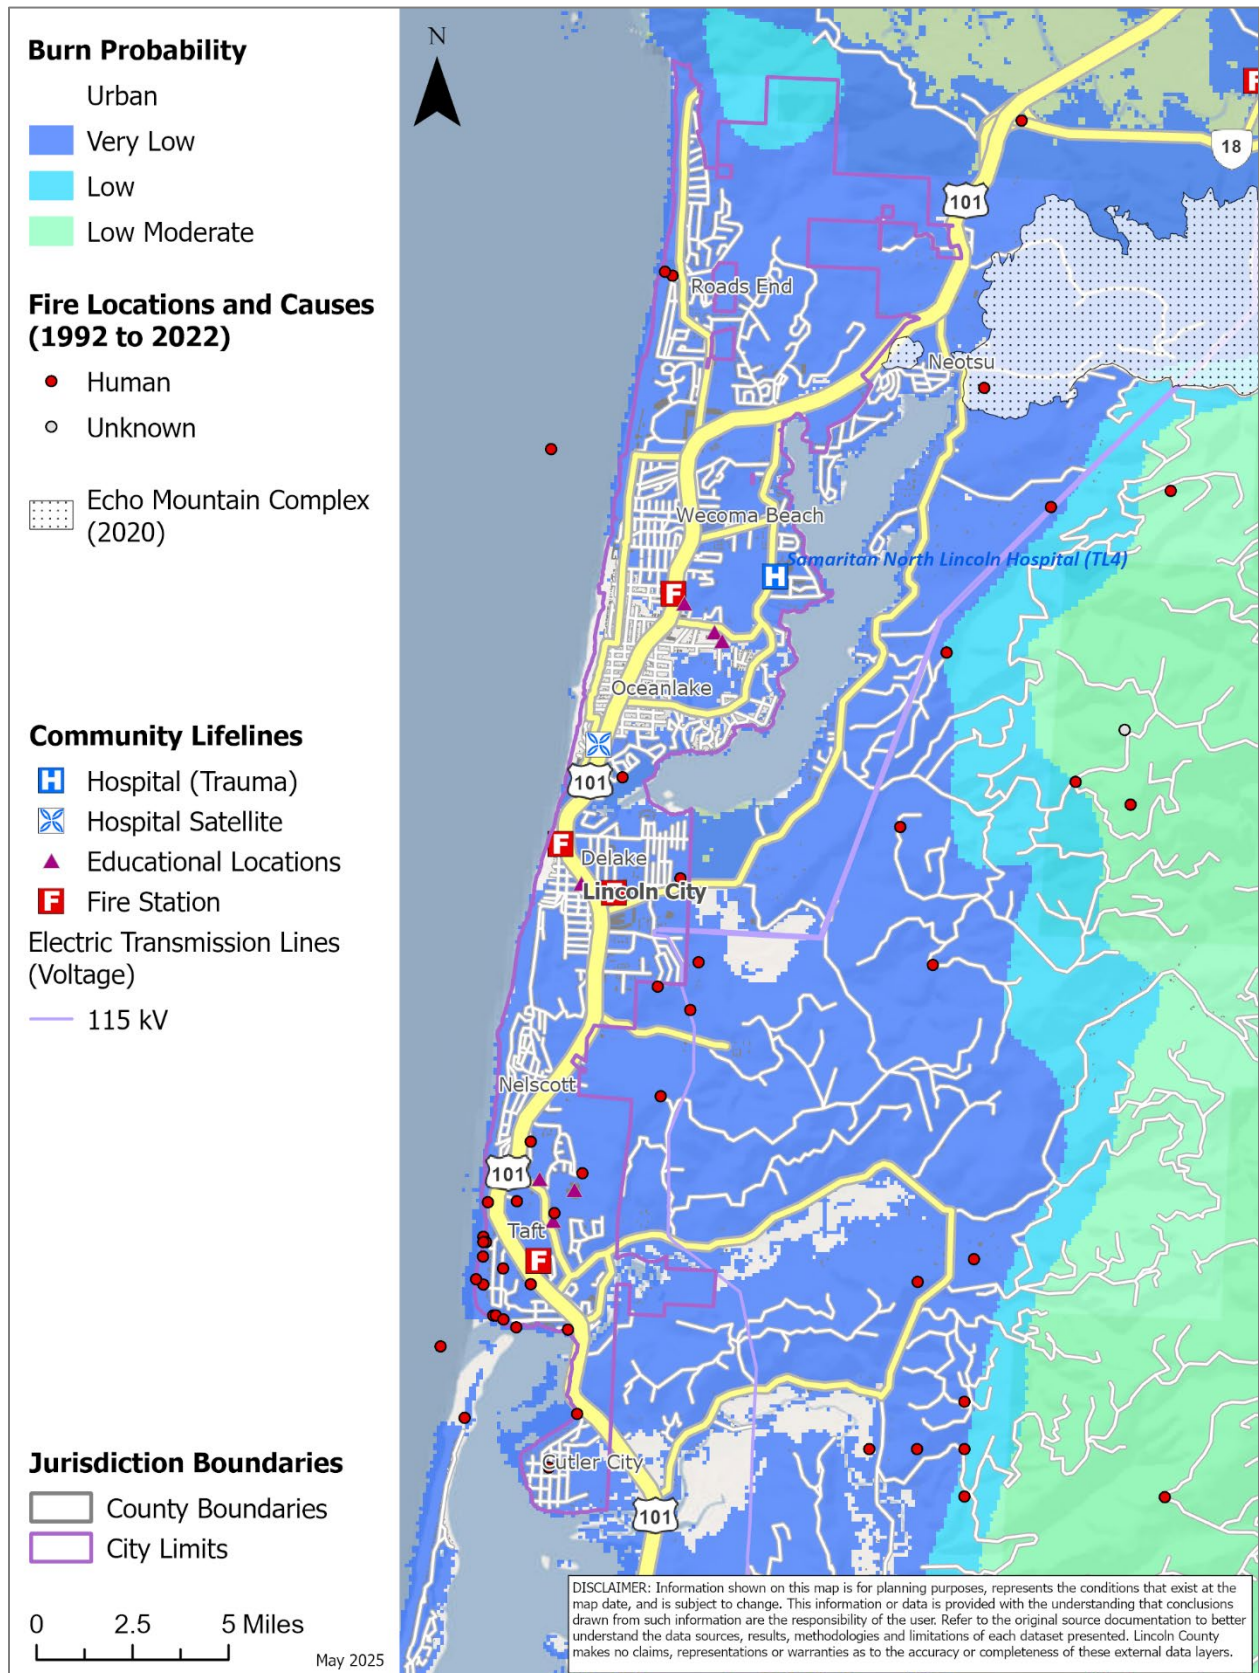 Burn Probability
Urban
Very Low
Low
Low Moderate
Fire Locations and Causes
(1992 to 2022)
Human
Unknown
Echo Mountain Complex
(2020)
Community Lifelines
H
Hospital (Trauma)
Hospital Satellite
Educational Locations
F
Fire Station
Electric Transmission Lines
(Voltage)
115 kV
Jurisdiction Boundaries
County Boundaries
City Limits
0 2.5 5 Miles
May 2025
N
F
18
101
Roads End
Neotsu
Wecoma Beach
Samaritan North Lincoln Hospital (TL4)
H
F
Oceanlake
101
F
Delake
Lincoln City
Nelscott
101
Taft
F
Cutler City
101
DISCLAIMER: Information shown on this map is for planning purposes, represents the conditions that exist at the
map date, and is subject to change. This information or data is provided with the understanding that conclusions
drawn from such information are the responsibility of the user. Refer to the original source documentation to better
understand the data sources, results, methodologies and limitations of each dataset presented. Lincoln County
makes no claims, representations or warranties as to the accuracy or completeness of these external data layers.